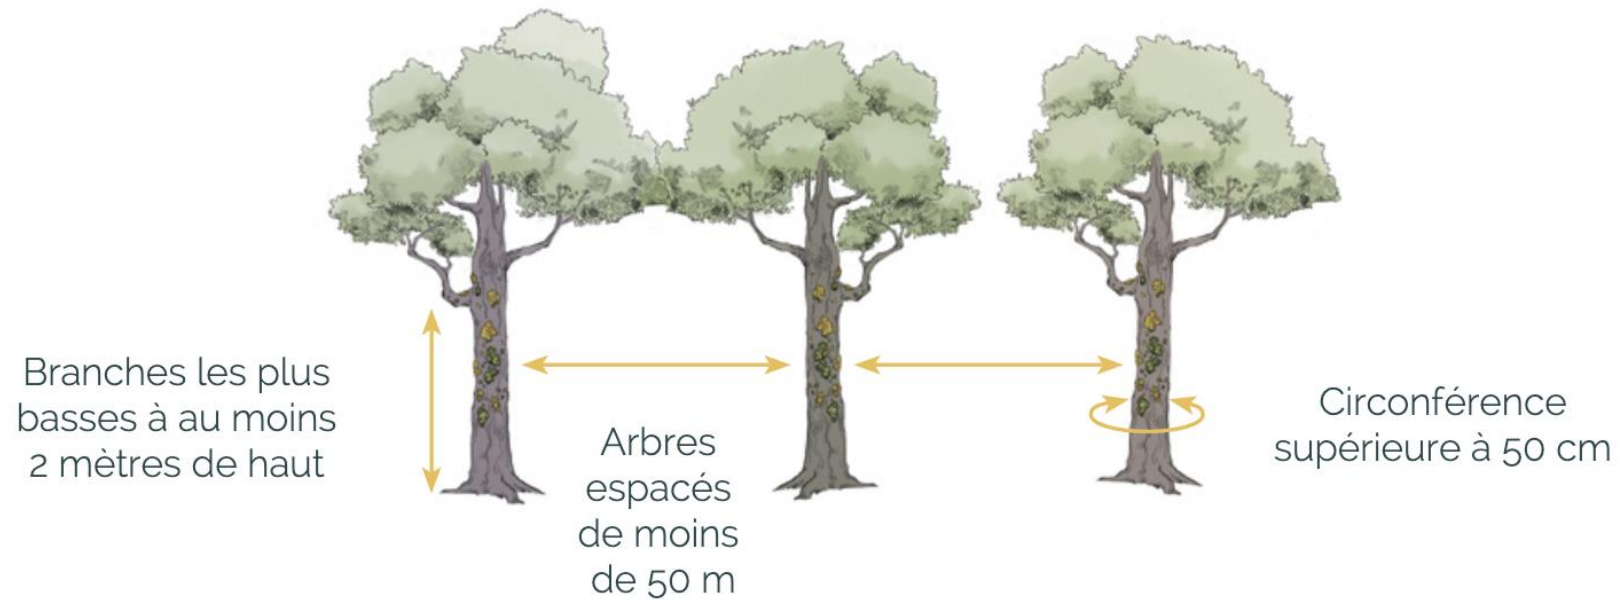 Branches les plus
basses à au moins
2 mètres de haut
Arbres
espacés
de moins
de 50 m
Circonférence
supérieure à 50 cm